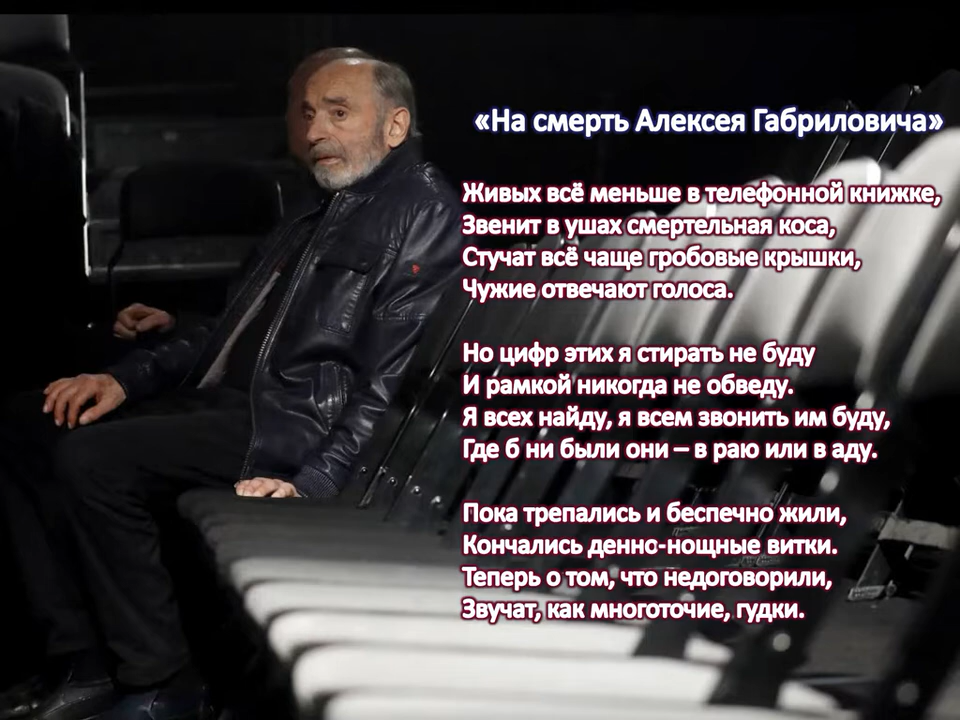 «На смерть Алексея Габриловича»
Живых всё меньше в телефонной книжке,
Звенит в ушах смертельная коса,
Стучат всё чаще гробовые крышки,
Чужие отвечают голоса.
Но цифр этих я стирать не буду
И рамкой никогда не обведу.
Я всех найду, я всем звонить им буду,
Где б ни были они – в раю или в аду.
Пока трепались и беспечно жили,
Кончались денно-нощные витки.
Теперь о том, что недоговорили,
Звучат, как многоточие, гудки.